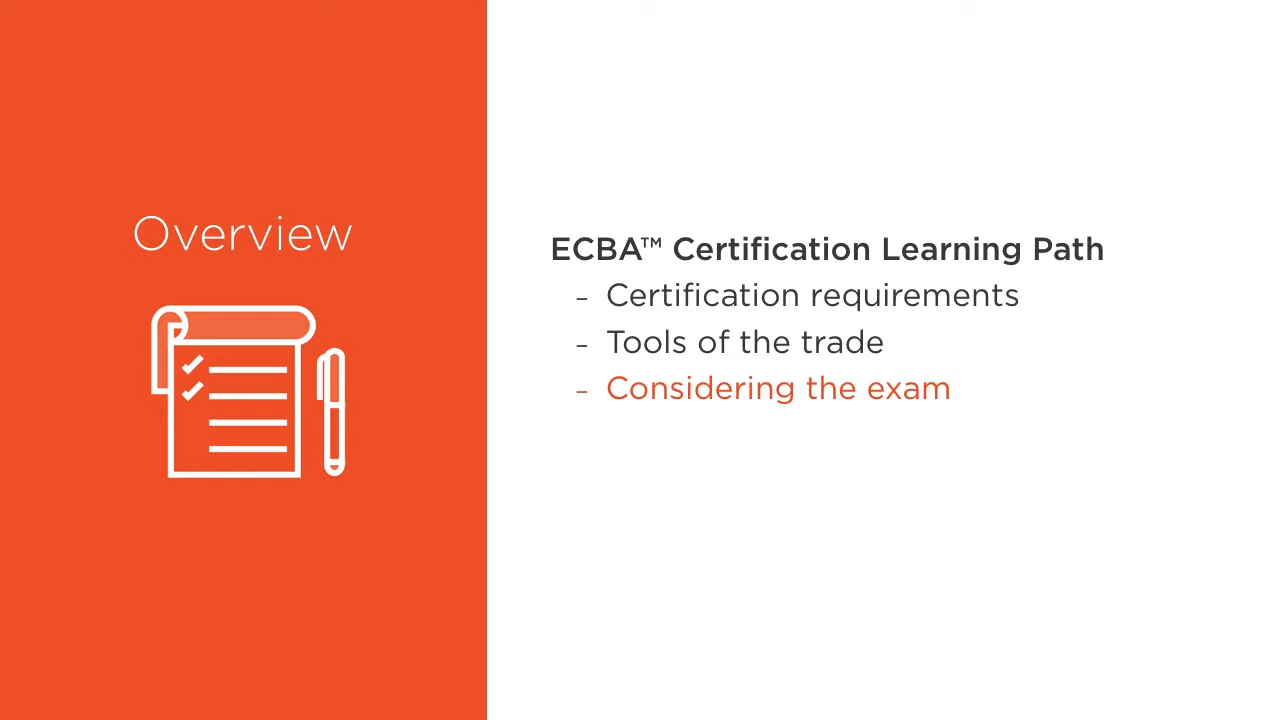 Overview
ECBA™ Certification Learning Path
– Certification requirements
– Tools of the trade
– Considering the exam